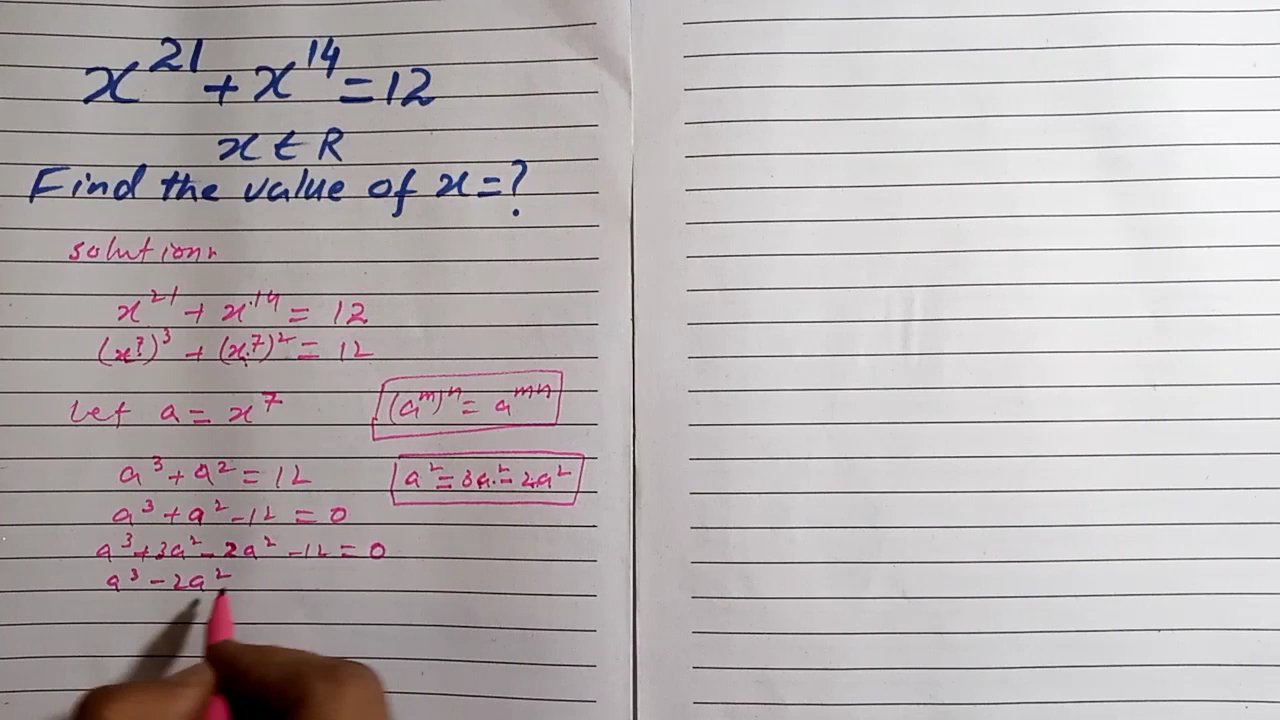 x²¹ + x¹⁴ = 12
x ∈ R
Find the value of x = ?
solution,
x²¹ + x¹⁴ = 12
(x⁷)³ + (x⁷)² = 12
Let a = x⁷
(aᵐ)ⁿ = aᵐⁿ
a³ + a² = 12
a² = 3a² - 2a²
a³ + a² - 12 = 0
a³ + 3a² - 2a² - 12 = 0
a³ - 2a²